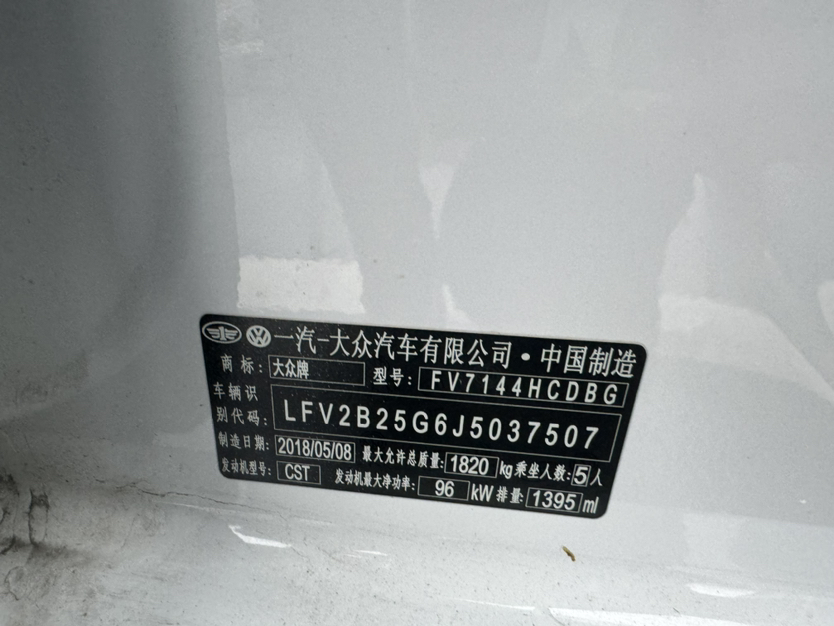 一汽-大众汽车有限公司·中国制造
商标: 大众牌 型号: FV7144HCDBG
车辆识别代码: LFV2B25G6J5037507
制造日期: 2018/05/08 最大允许总质量: 1820 kg 乘坐人数: 5 人
发动机型号: CST 发动机最大净功率: 96 kW 排量: 1395 ml